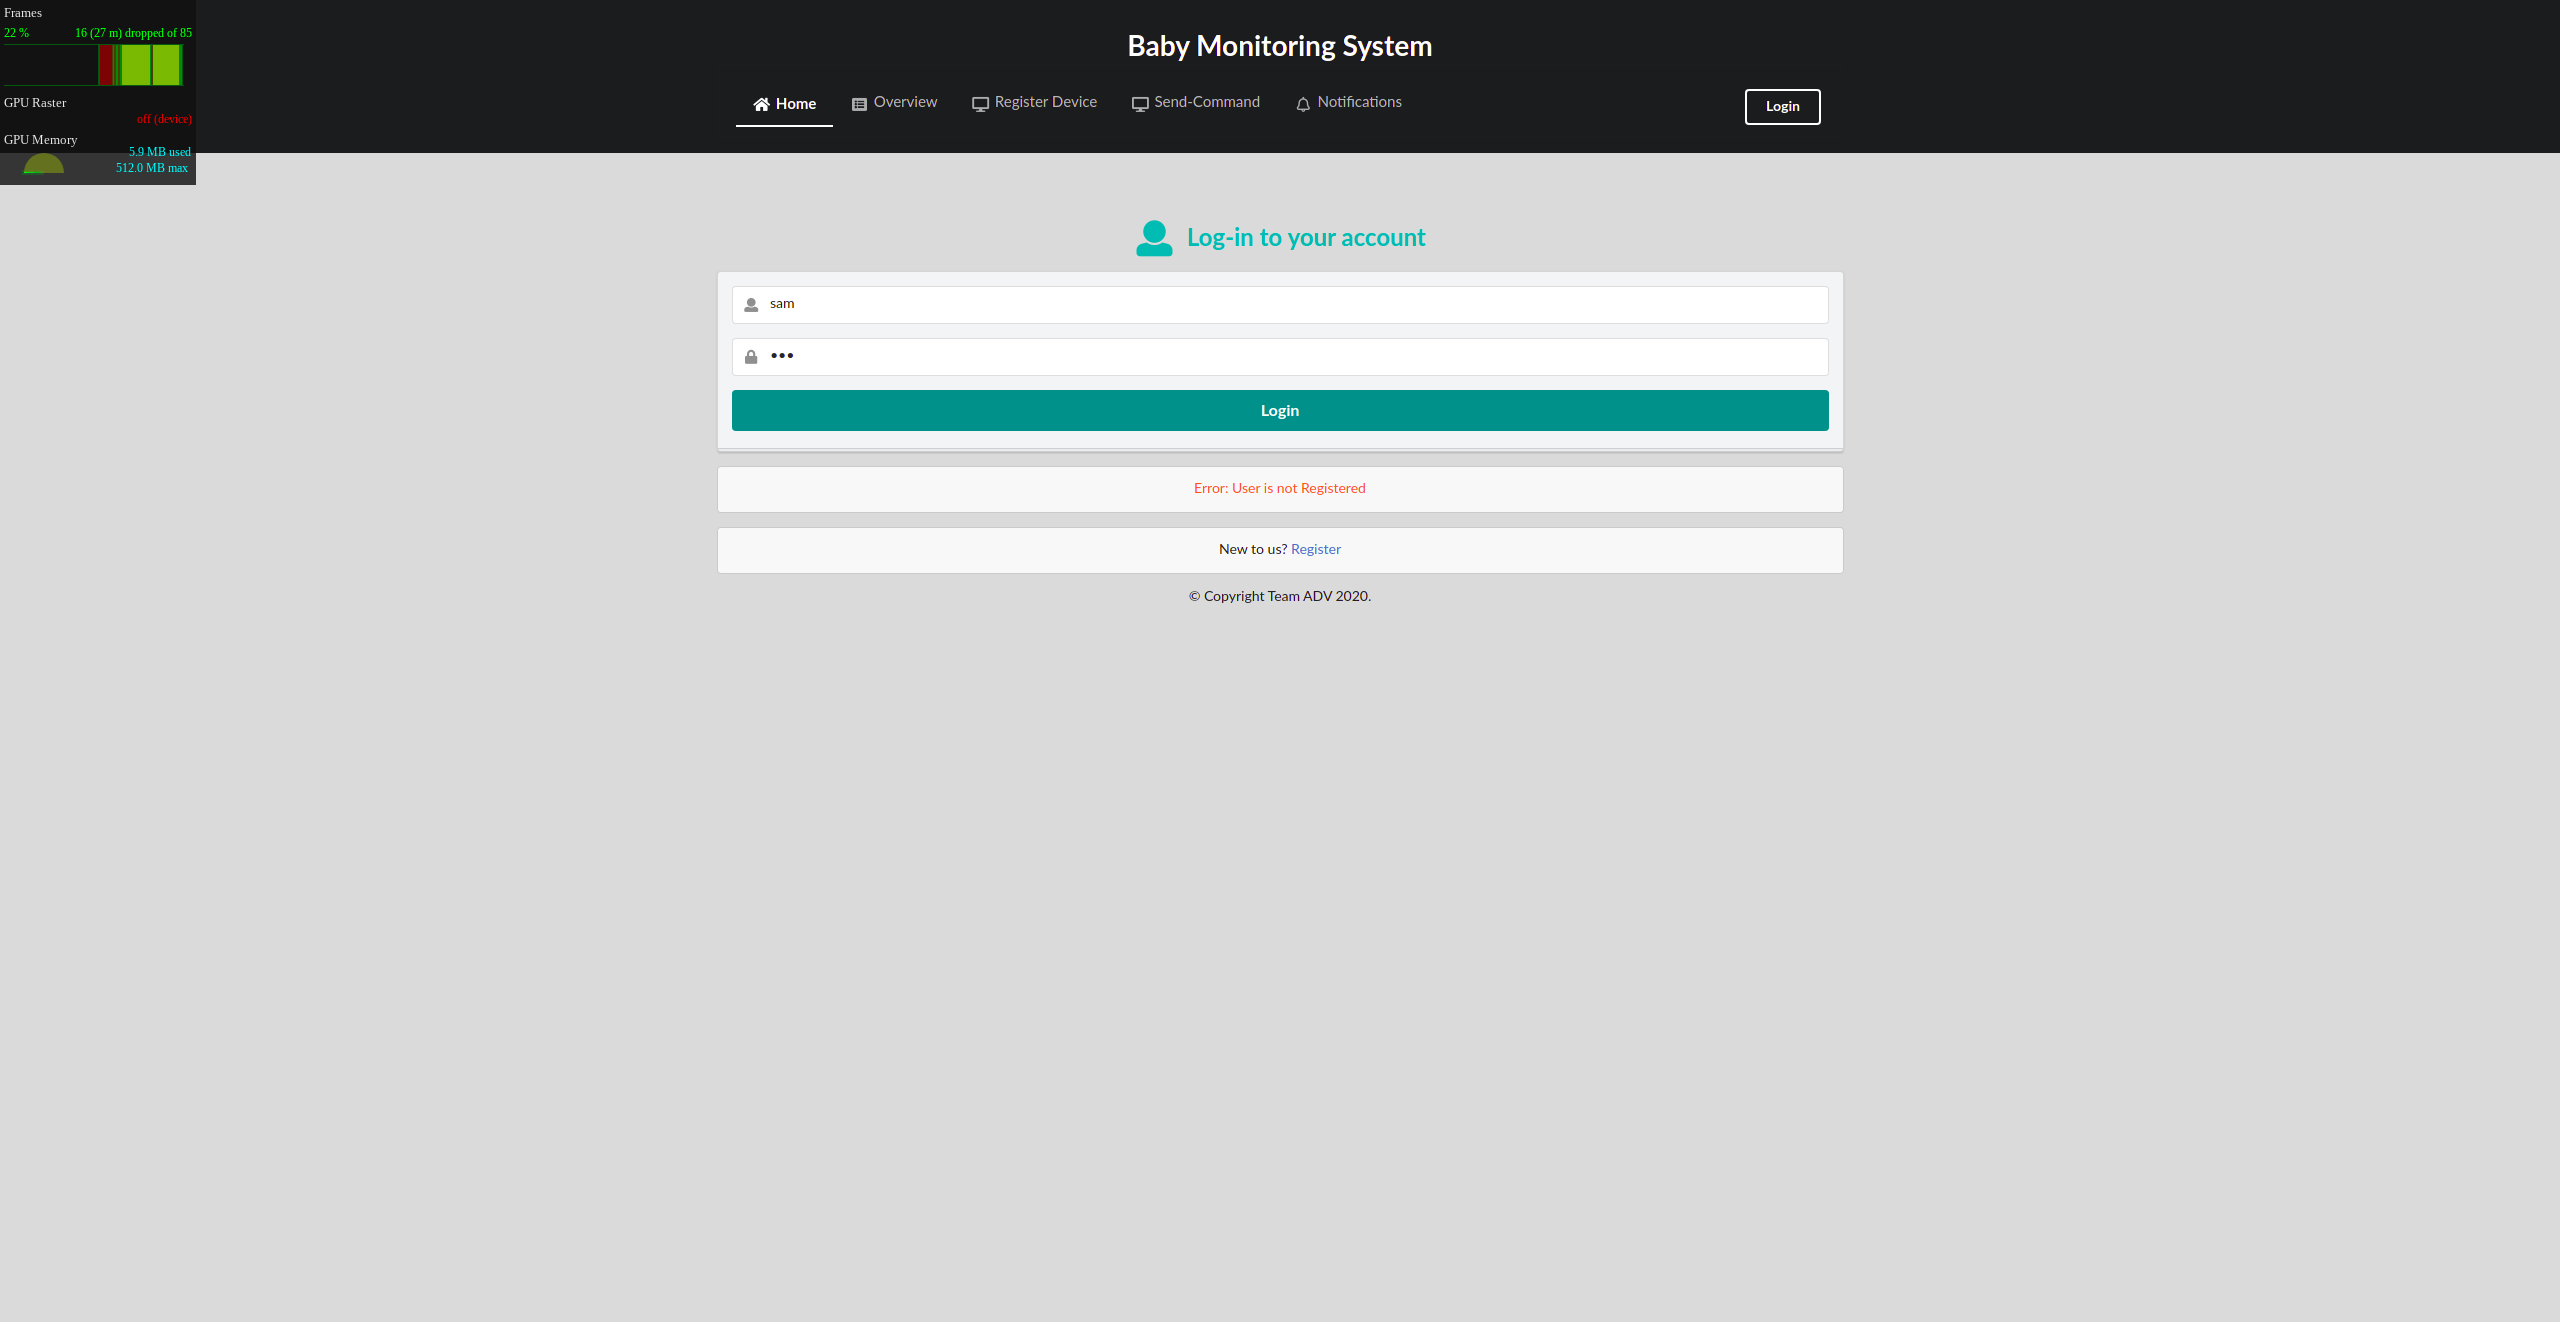 Frames
22 % 16 (27 m) dropped of 85
GPU Raster
off (device)
GPU Memory
5.9 MB used
512.0 MB max
Baby Monitoring System
Home Overview Register Device Send-Command Notifications Login
Log-in to your account
sam
•••
Login
Error: User is not Registered
New to us? Register
© Copyright Team ADV 2020.